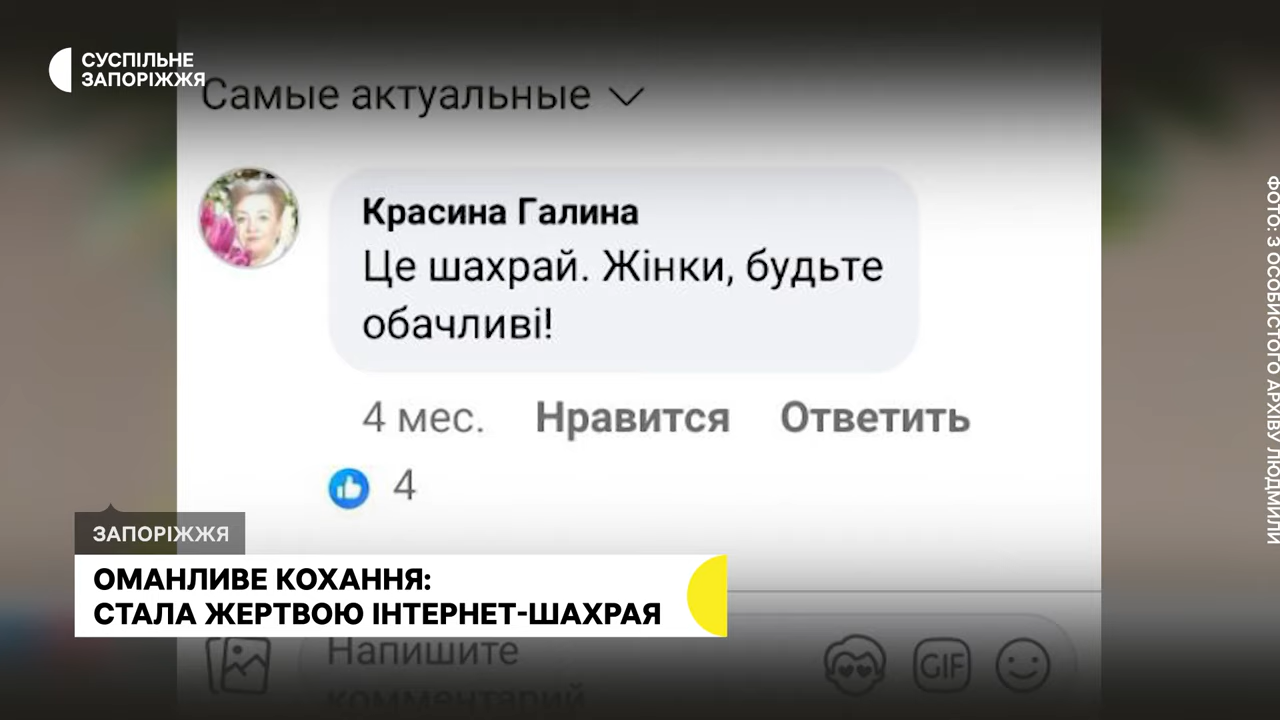 СУСПІЛЬНЕ
ЗАПОРІЖЖЯ
Самые актуальные
Красина Галина
Це шахрай. Жінки, будьте
обачливі!
4 мес. Нравится Ответить
4
ФОТО: З ОСОБИСТОГО АРХІВУ ЛЮДМИЛИ
ЗАПОРІЖЖЯ
ОМАНЛИВЕ КОХАННЯ:
СТАЛА ЖЕРТВОЮ ІНТЕРНЕТ-ШАХРАЯ
Напишите
комментарий
GIF